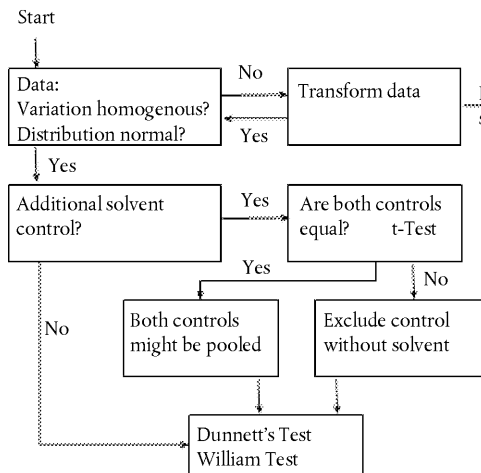 Start
No
Data:
Variation homogenous?
Distribution normal?
Transform data
Yes
Yes
Additional solvent
control?
Yes
Are both controls
equal? t-Test
Yes
No
No
Both controls
might be pooled
Exclude control
without solvent
Dunnett's Test
William Test